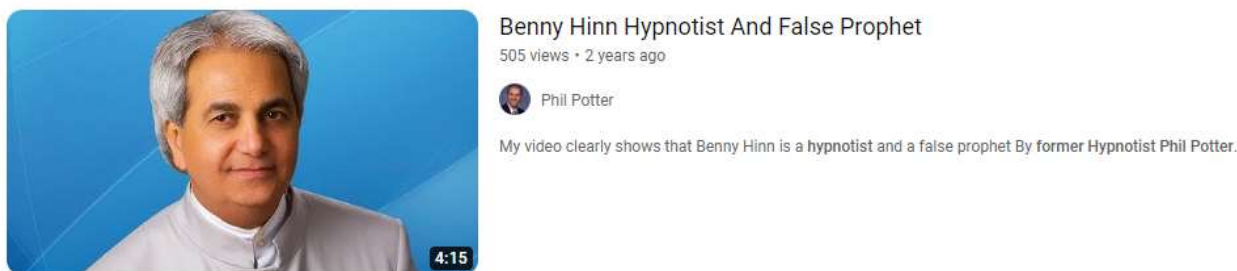 Benny Hinn Hypnotist And False Prophet
505 views • 2 years ago
Phil Potter
My video clearly shows that Benny Hinn is a hypnotist and a false prophet By former Hypnotist Phil Potter.
4:15